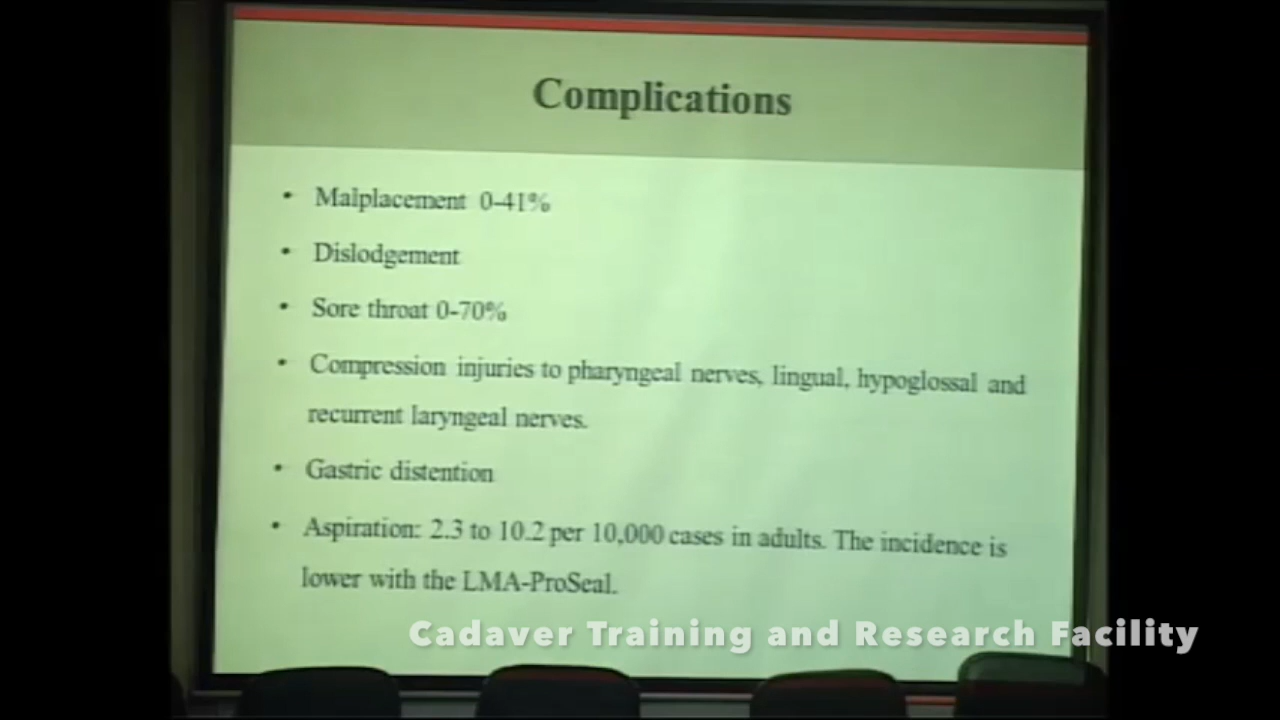 Complications
• Malplacement 0-41%
• Dislodgement
• Sore throat 0-70%
• Compression injuries to pharyngeal nerves, lingual, hypoglossal and
recurrent laryngeal nerves.
• Gastric distention
• Aspiration: 2.3 to 10.2 per 10,000 cases in adults. The incidence is
lower with the LMA-ProSeal.
Cadaver Training and Research Facility